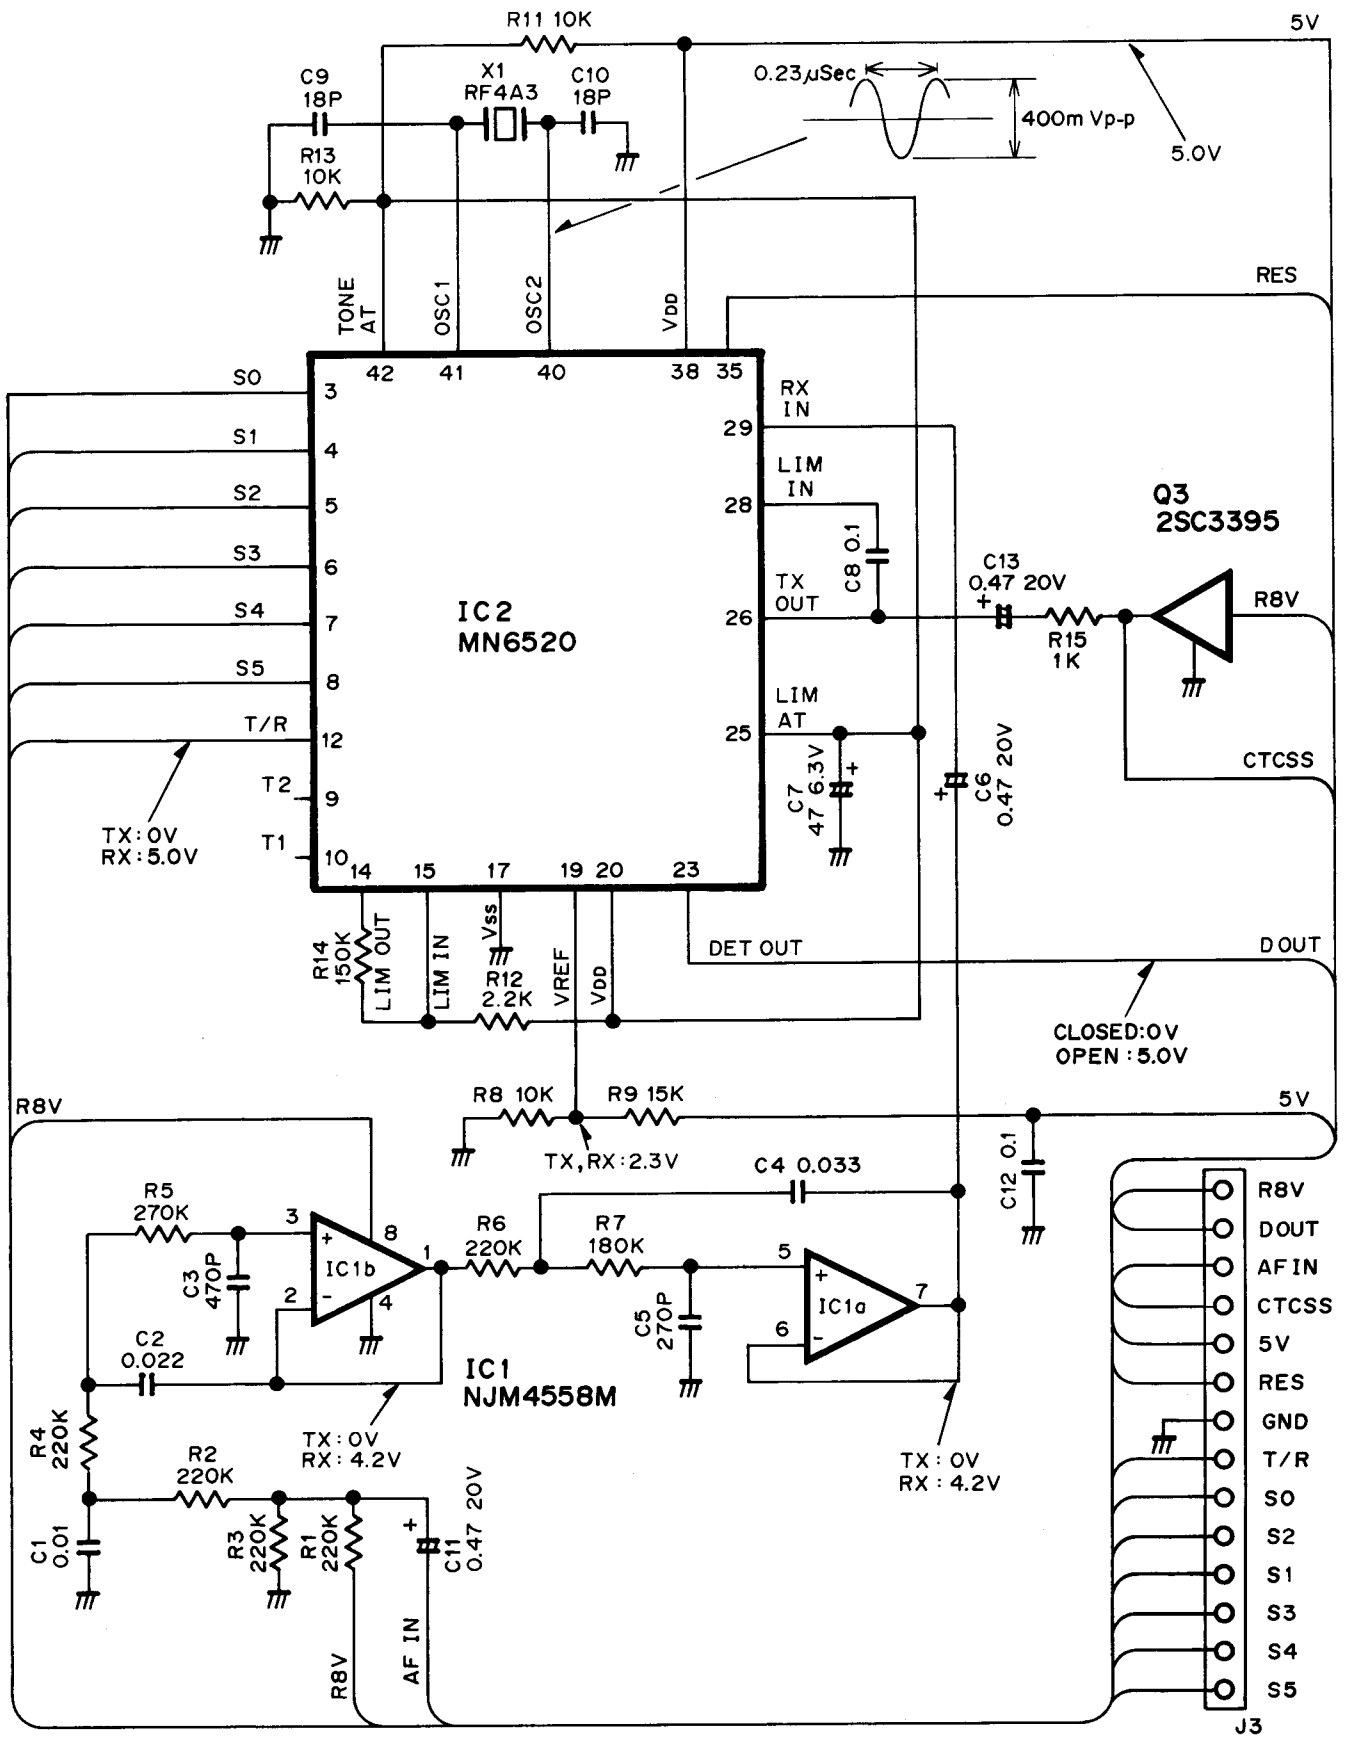 R11 10K
5V
C9
18P
X1
RF4A3
C10
18P
0.23µSec
400m Vp-p
5.0V
R13
10K
TONE
AT
OSC1
OSC2
VDD
RES
42
41
40
38
35
S0
3
S1
4
S2
5
S3
6
S4
7
S5
8
T/R
12
T2
9
T1
10
TX:0V
RX:5.0V
IC2
MN6520
RX
IN
29
LIM
IN
28
C8 0.1
TX
OUT
26
LIM
AT
25
C7
47 6.3V
+
C6
0.47 20V
+
C13
0.47 20V
+
R15
1K
Q3
2SC3395
R8V
CTCSS
14
15
17
19
20
23
R14
150K
LIM OUT
LIM IN
VSS
R12
2.2K
VREF
VDD
DET OUT
DOUT
CLOSED:0V
OPEN:5.0V
R8V
R8 10K
R9 15K
5V
TX,RX:2.3V
C12 0.1
C4 0.033
R5
270K
3
+
8
IC1b
1
2
-
4
C3
470P
R6
220K
R7
180K
5
+
IC1a
7
6
-
C5
270P
C2
0.022
IC1
NJM4558M
R4
220K
TX:0V
RX:4.2V
TX:0V
RX:4.2V
R2
220K
C1
0.01
R3
220K
R1
220K
+
C11
0.47 20V
R8V
AF IN
R8V
DOUT
AFIN
CTCSS
5V
RES
GND
T/R
S0
S2
S1
S3
S4
S5
J3